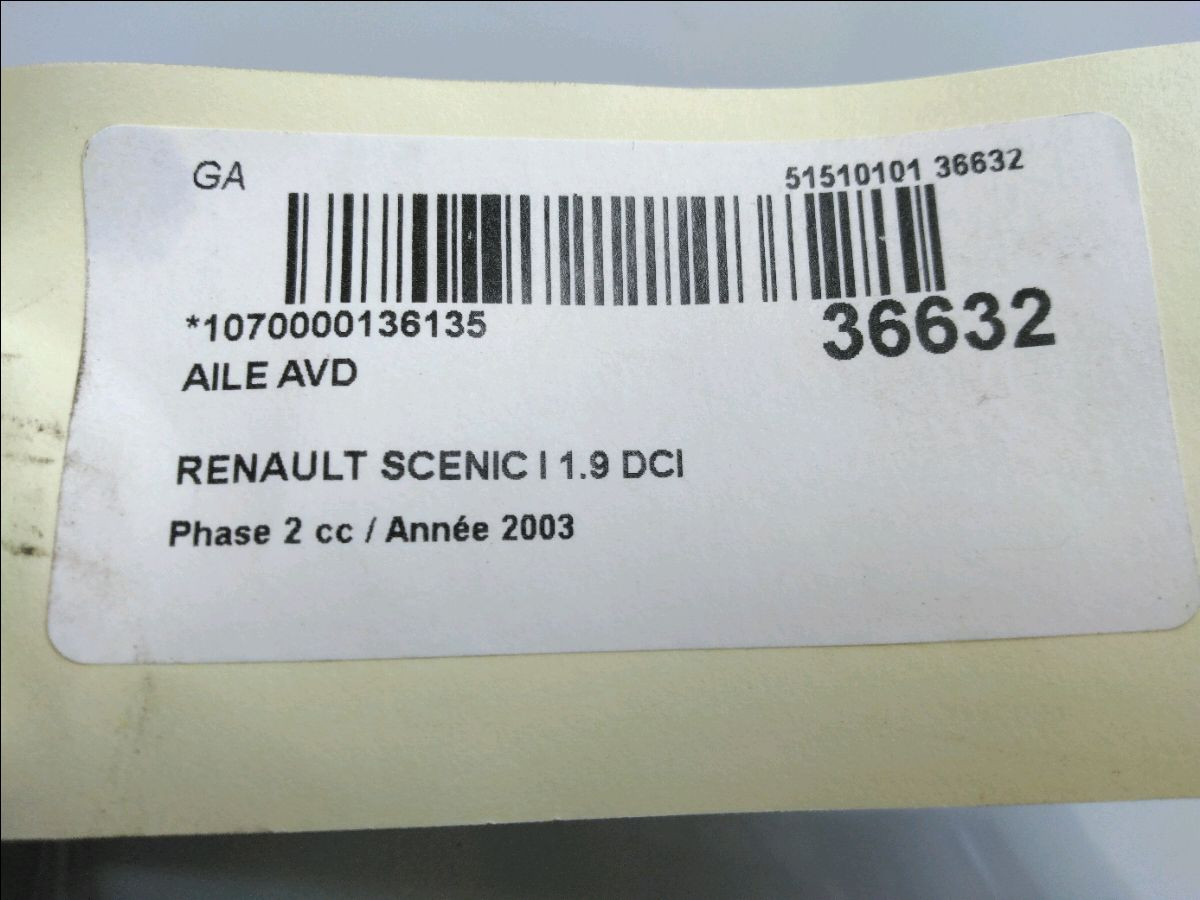 GA
51510101 36632
*1070000136135
36632
AILE AVD
RENAULT SCENIC I 1.9 DCI
Phase 2 cc / Année 2003